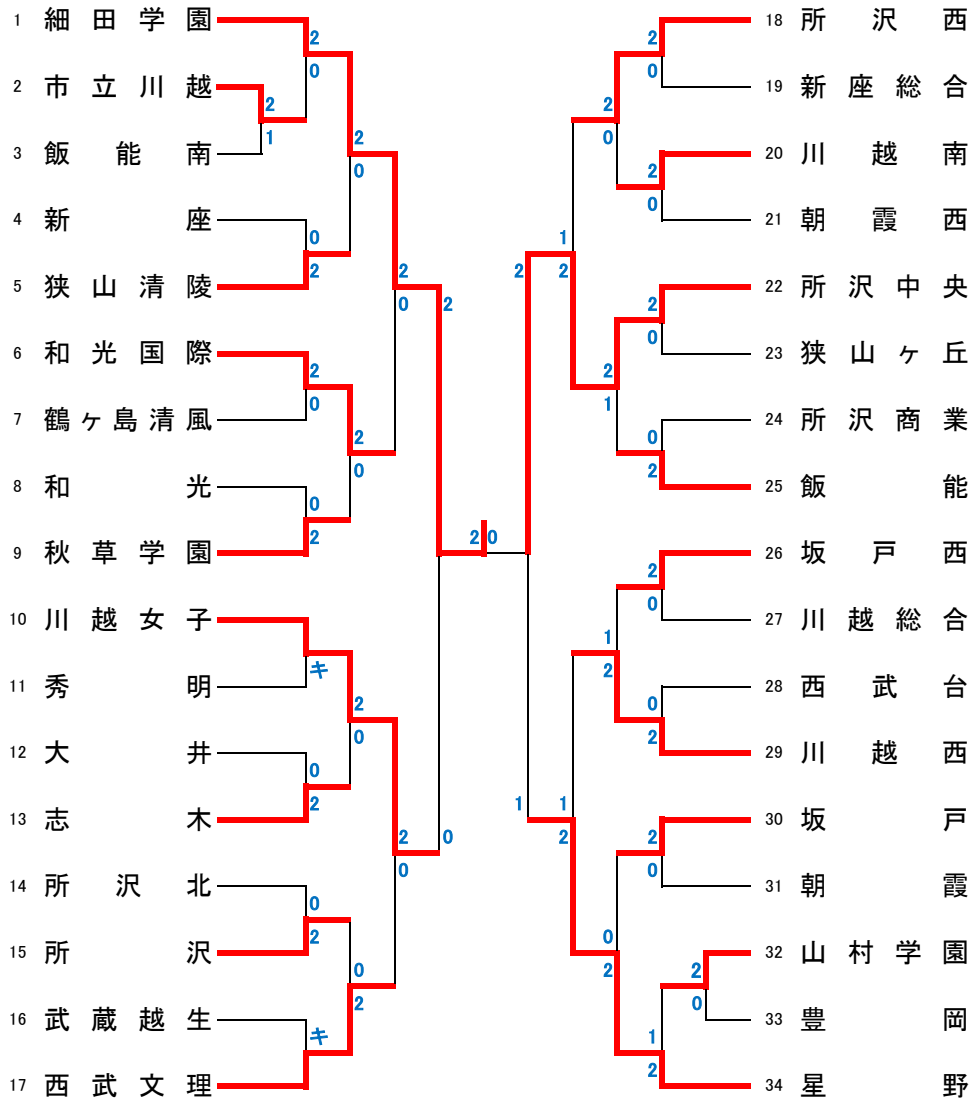 1 細田学園
2 市立川越
3 飯能南
4 新座
5 狭山清陵
6 和光国際
7 鶴ヶ島清風
8 和光
9 秋草学園
10 川越女子
11 秀明
12 大井
13 志木
14 所沢北
15 所沢
16 武蔵越生
17 西武文理
2
0
2
1
2
0
0
2
2
0
2
0
2
0
2
0
2
0
キ
2
0
0
2
2
0
0
0
2
0
2
キ
2 0
18 所沢西
19 新座総合
20 川越南
21 朝霞西
22 所沢中央
23 狭山ヶ丘
24 所沢商業
25 飯能
26 坂戸西
27 川越総合
28 西武台
29 川越西
30 坂戸
31 朝霞
32 山村学園
33 豊岡
34 星野
2
0
2
0
2
0
1
2
2
2
0
2
1
0
2
2
0
1
2
0
2
1
1
2
2
0
0
2
2
0
1
2